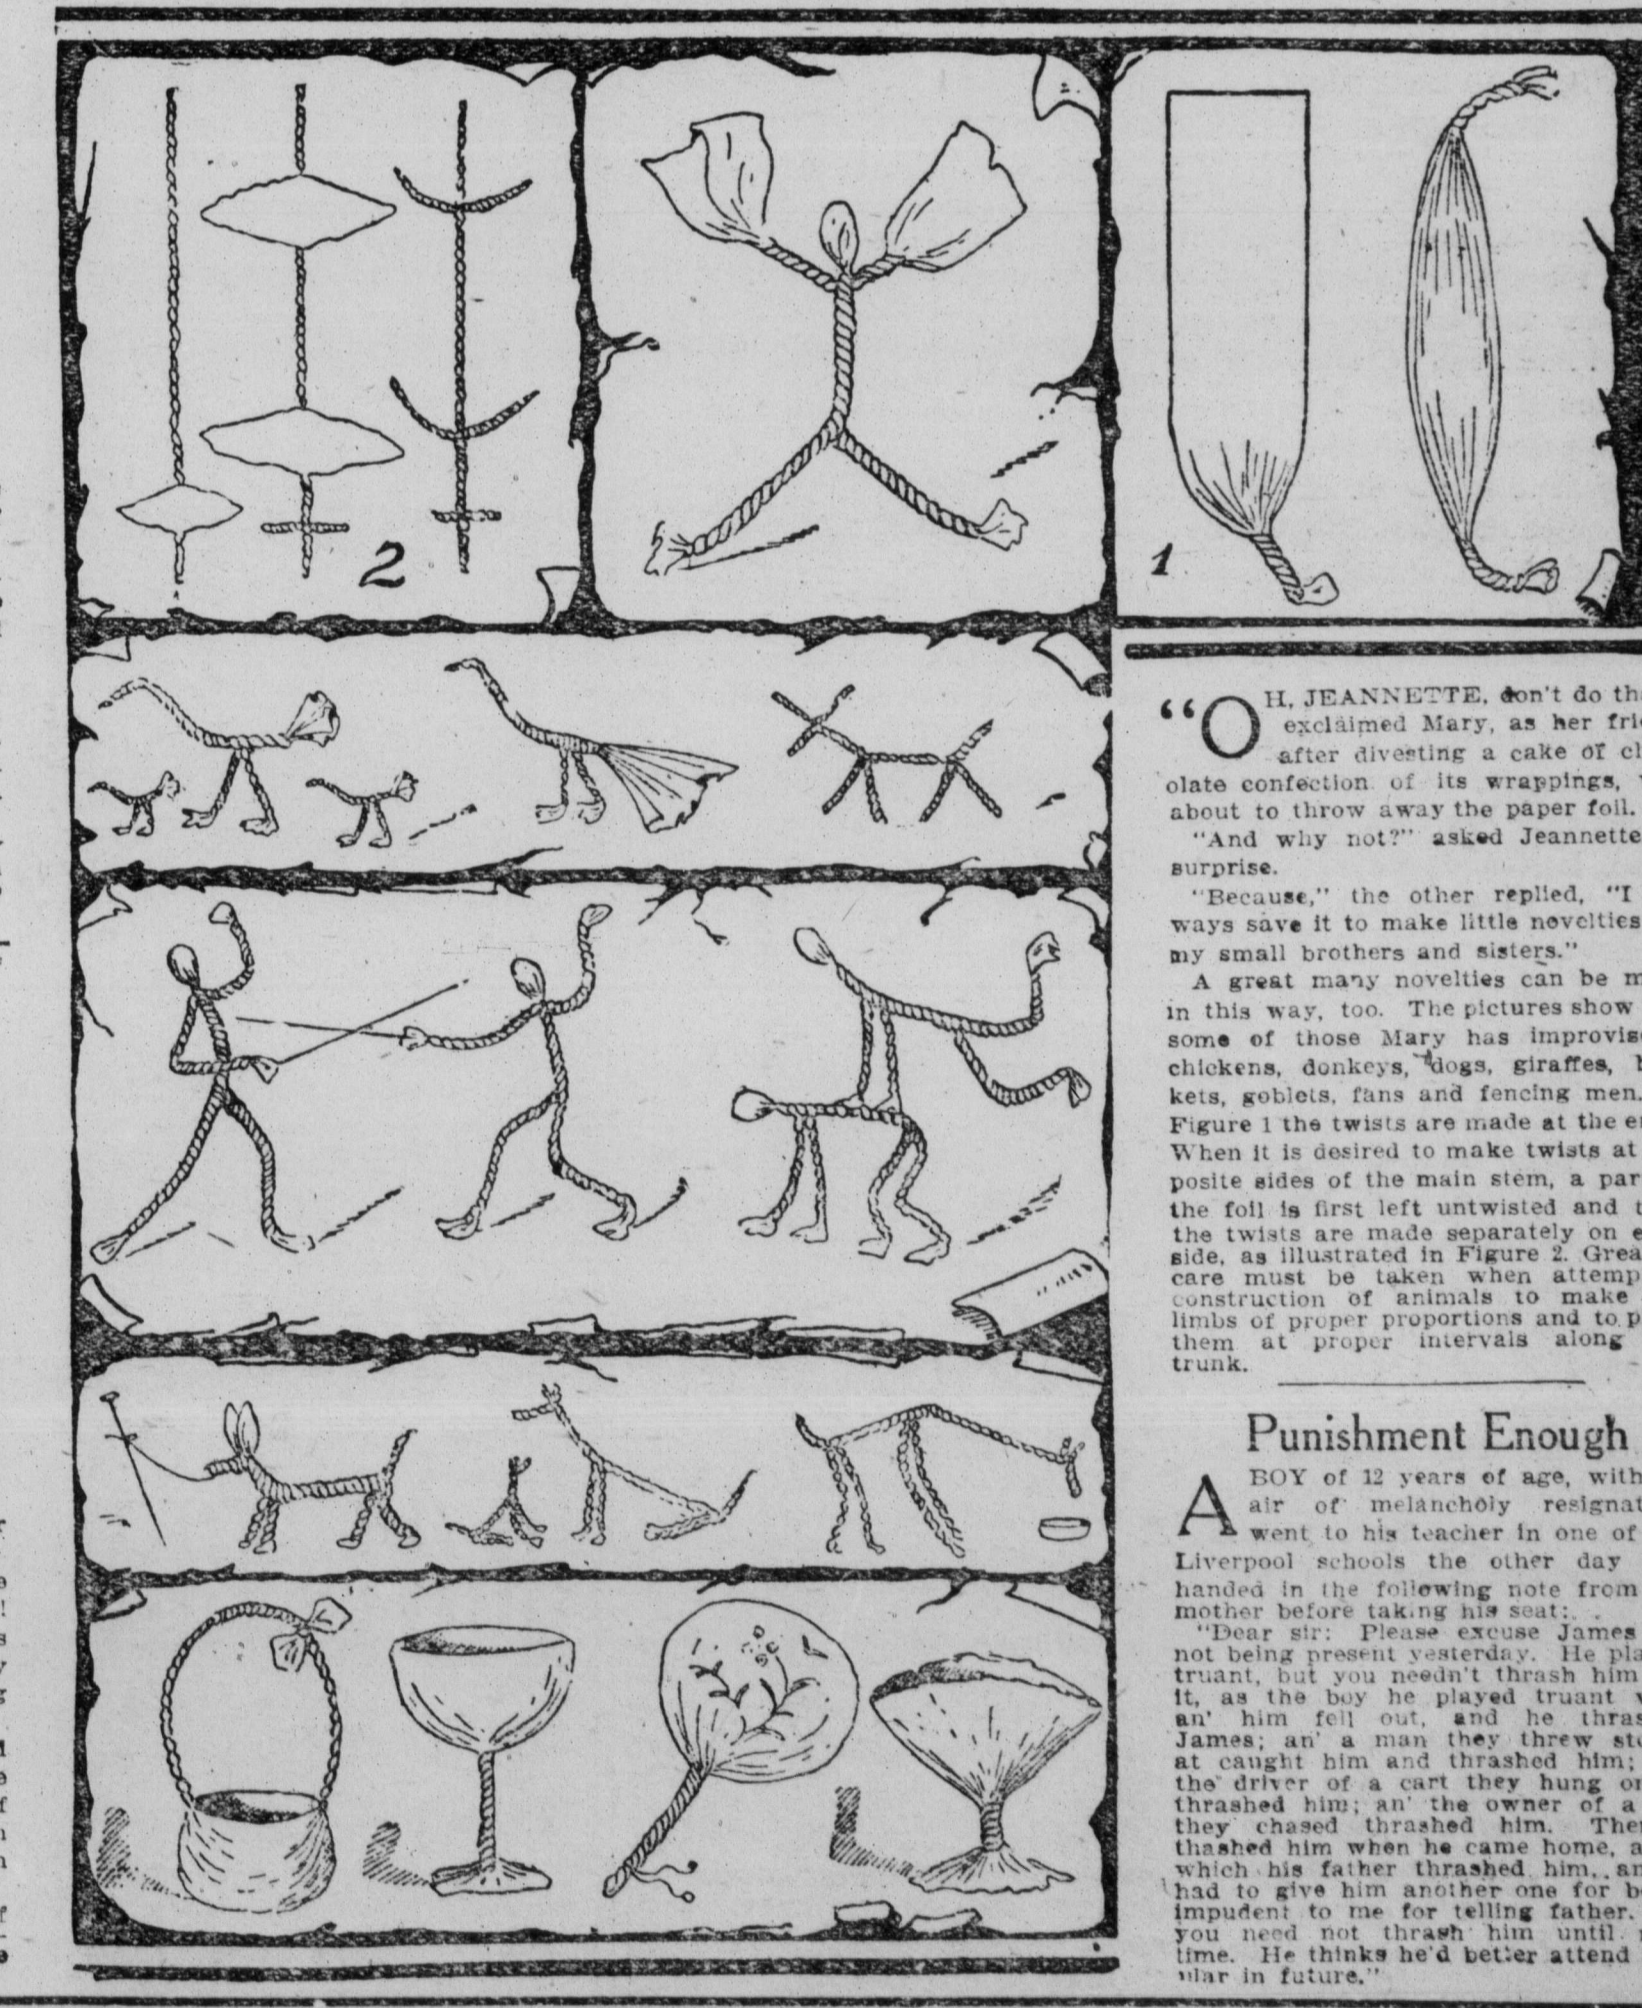 2
1
“OH, JEANNETTE, don't do tha
exclaimed Mary, as her frie
after divesting a cake of ch
olate confection of its wrappings,
about to throw away the paper foil.
“And why not?” asked Jeannette
surprise.
“Because,” the other replied, “I
ways save it to make little novelties
my small brothers and sisters.”
A great many novelties can be m
in this way, too. The pictures show
some of those Mary has improvise
chickens, donkeys, dogs, giraffes, b
kets, goblets, fans and fencing men.
Figure 1 the twists are made at the en
When it is desired to make twists at
posite sides of the main stem, a par
the foil is first left untwisted and t
the twists are made separately on e
side, as illustrated in Figure 2. Grea
care must be taken when attemp
construction of animals to make
limbs of proper proportions and to p
them at proper intervals along
trunk.
Punishment Enough
A BOY of 12 years of age, with
air of melancholy resignat
went to his teacher in one of
Liverpool schools the other day
handed in the following note from
mother before taking his seat:
“Dear sir: Please excuse James
not being present yesterday. He pla
truant, but you needn't thrash him
it, as the boy he played truant w
an' him fell out, and he thras
James; an' a man they threw sto
at caught him and thrashed him;
the driver of a cart they hung on
thrashed him; an' the owner of a
they chased thrashed him. The
thashed him when he came home, a
which his father thrashed him, an
had to give him another one for b
impudent to me for telling father.
you need not thrash him until
time. He thinks he'd better attend
ular in future.”